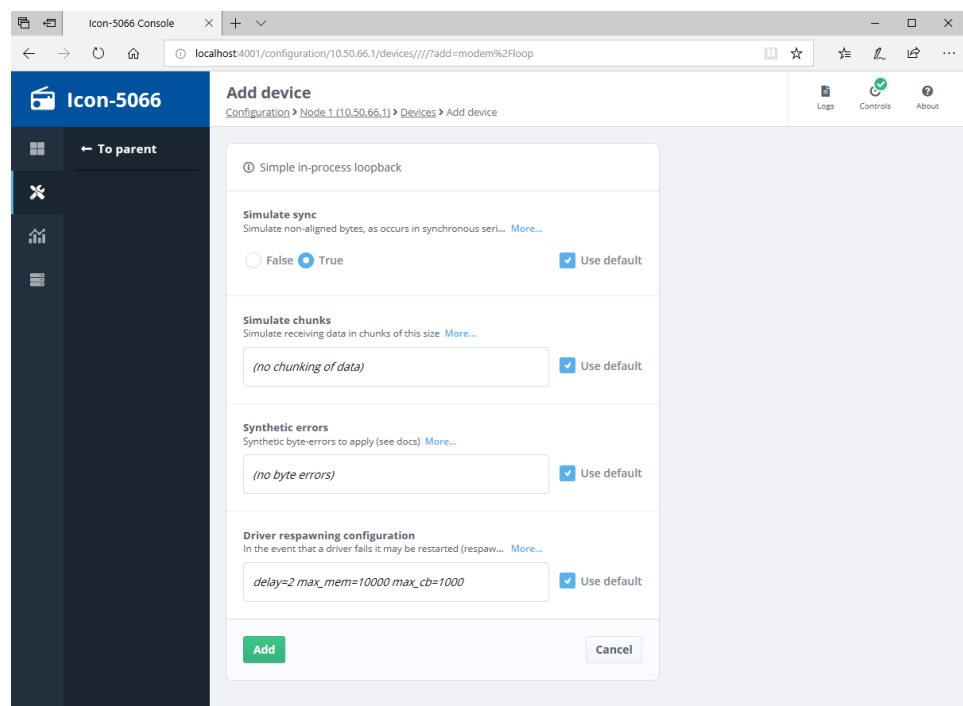 Icon-5066 Console
localhost:4001/configuration/10.50.66.1/devices////?add=modem%2Floop
Icon-5066
Add device
Configuration > Node 1 (10.50.66.1) > Devices > Add device
Logs
Controls
About
← To parent
Simple in-process loopback
Simulate sync
Simulate non-aligned bytes, as occurs in synchronous seri... More...
False True
Use default
Simulate chunks
Simulate receiving data in chunks of this size More...
(no chunking of data)
Use default
Synthetic errors
Synthetic byte-errors to apply (see docs) More...
(no byte errors)
Use default
Driver respawning configuration
In the event that a driver fails it may be restarted (respaw... More...
delay=2 max_mem=10000 max_cb=1000
Use default
Add
Cancel